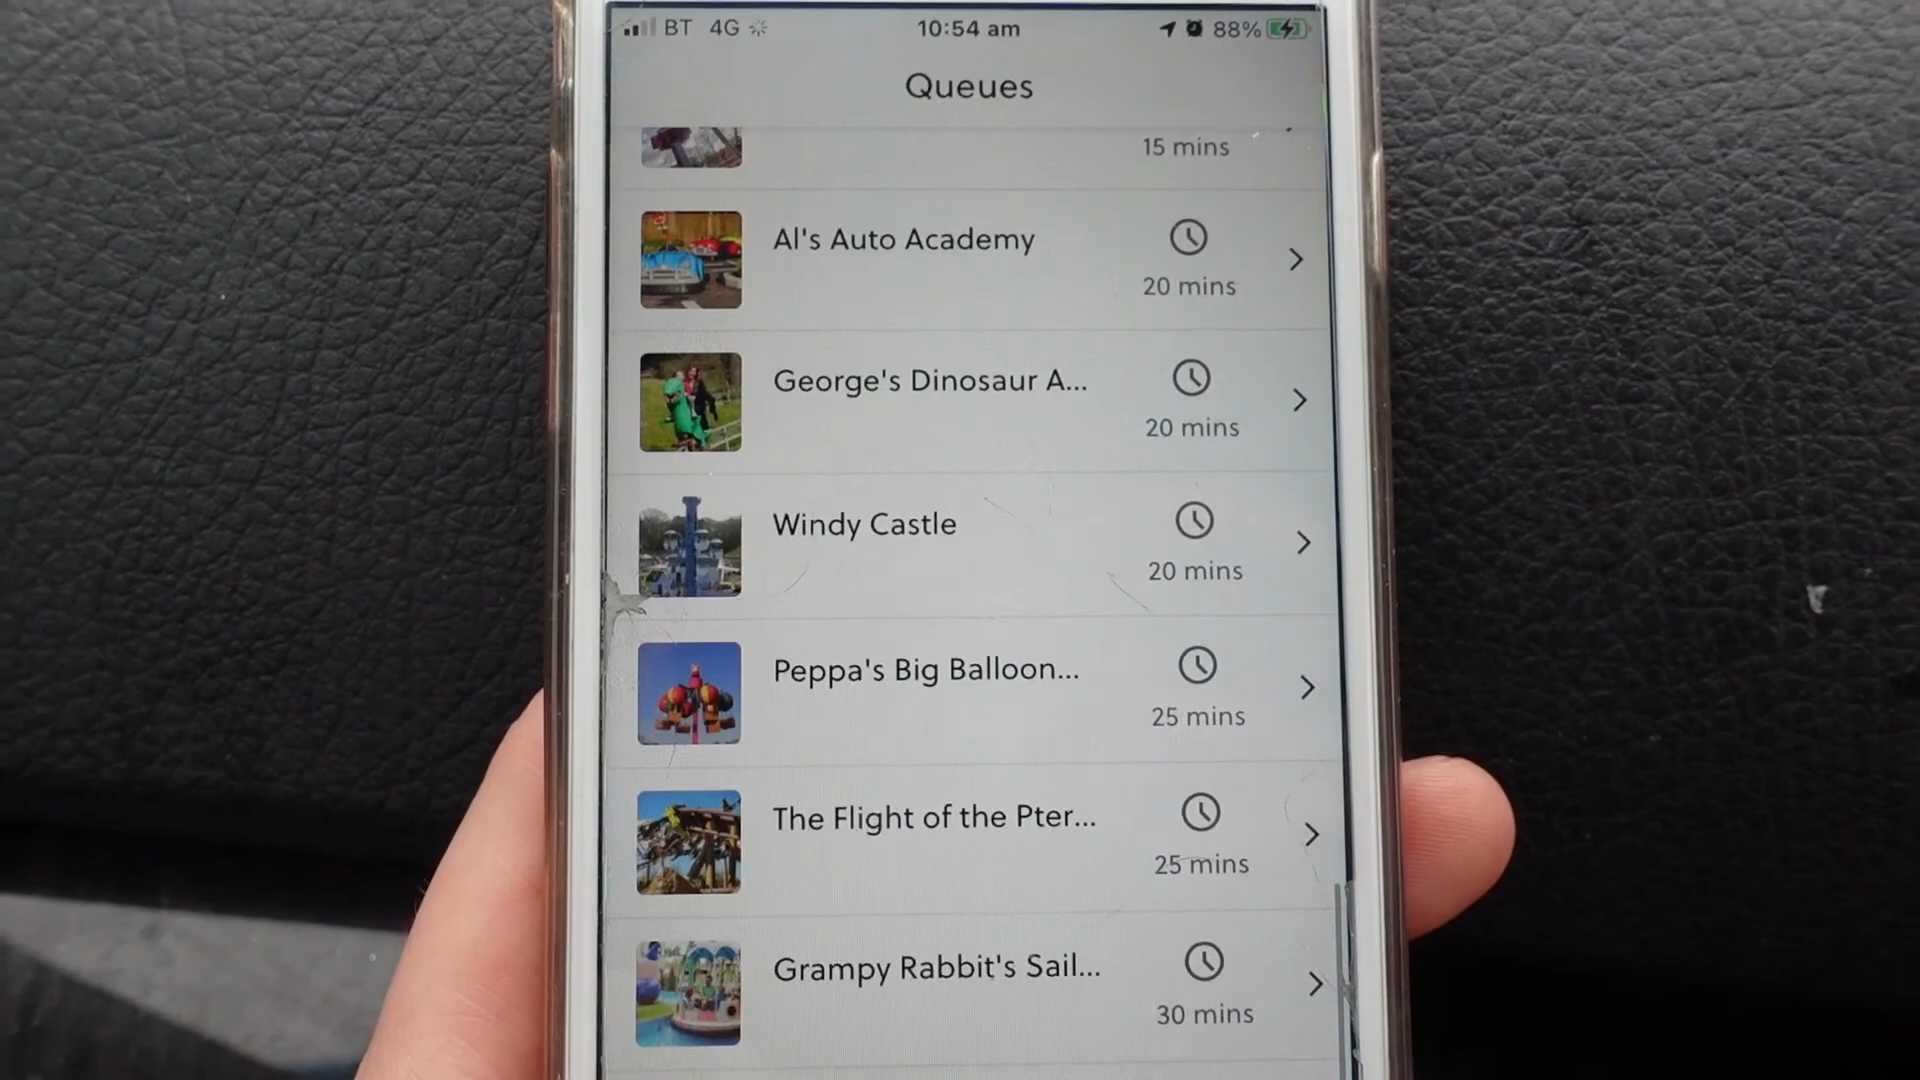 BT 4G 10:54 am 88%
Queues
15 mins
Al's Auto Academy
20 mins
George's Dinosaur A...
20 mins
Windy Castle
20 mins
Peppa's Big Balloon...
25 mins
The Flight of the Pter...
25 mins
Grampy Rabbit's Sail...
30 mins